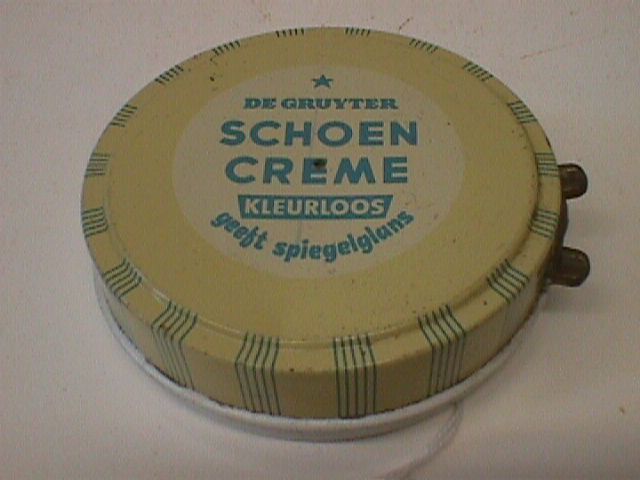 DE GRUYTER
SCHOEN
CREME
KLEURLOOS
geeft spiegelglans